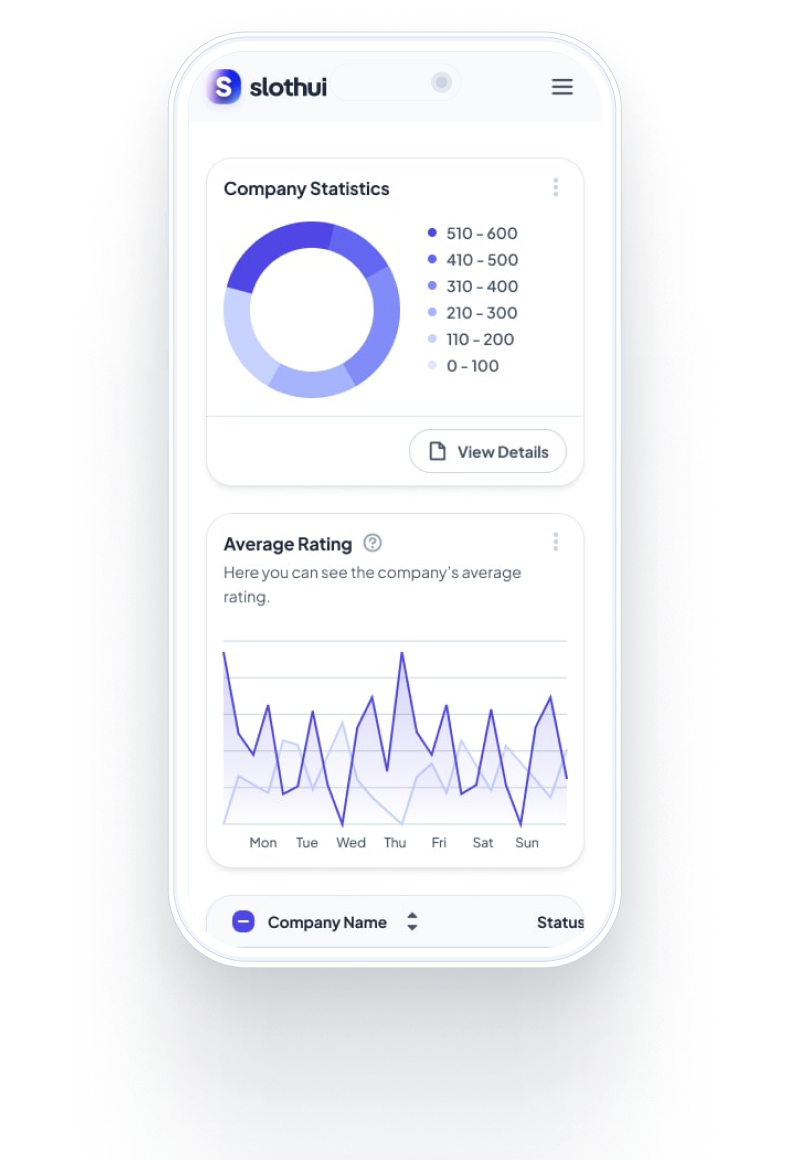 S slothui
Company Statistics
510 - 600
410 - 500
310 - 400
210 - 300
110 - 200
0 - 100
View Details
Average Rating
Here you can see the company's average
rating.
Mon Tue Wed Thu Fri Sat Sun
Company Name Status